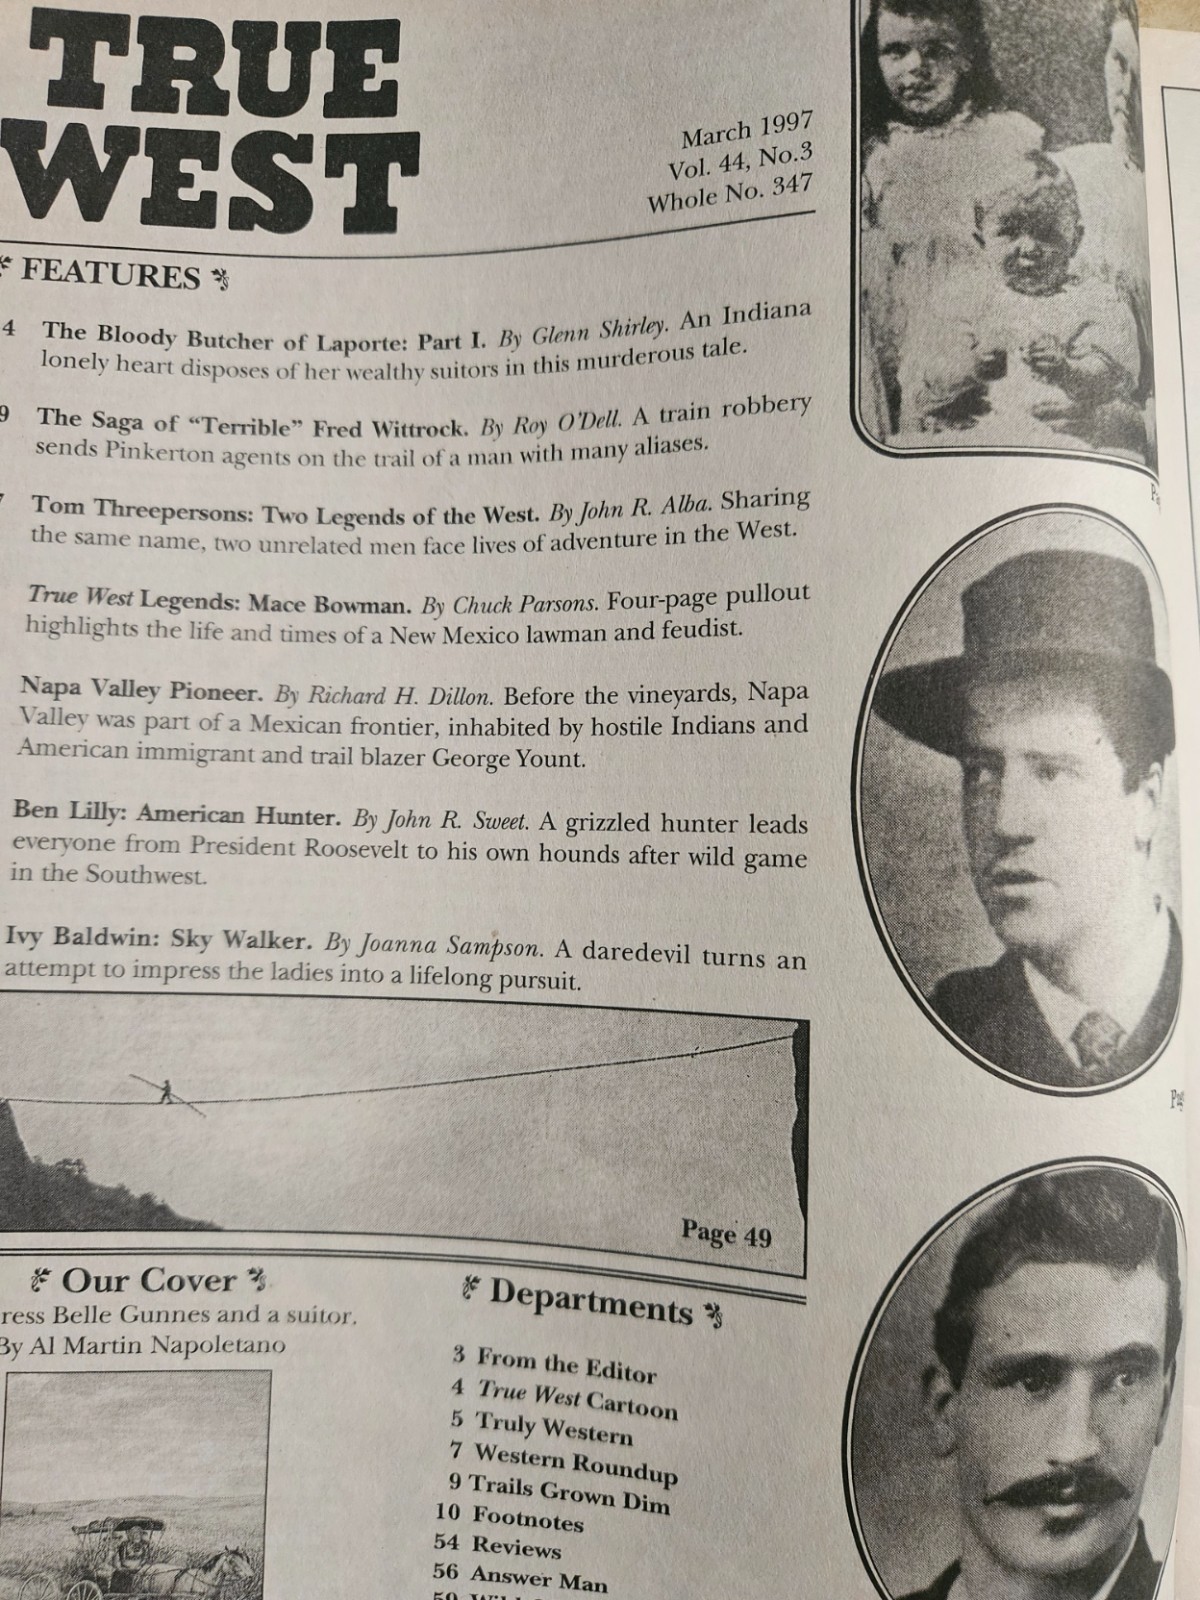 TRUE
WEST
March 1997
Vol. 44, No.3
Whole No. 347
FEATURES
4 The Bloody Butcher of Laporte: Part I. By Glenn Shirley. An Indiana
lonely heart disposes of her wealthy suitors in this murderous tale.
9 The Saga of “Terrible” Fred Wittrock. By Roy O'Dell. A train robbery
sends Pinkerton agents on the trail of a man with many aliases.
Tom Threepersons: Two Legends of the West. By John R. Alba. Sharing
the same name, two unrelated men face lives of adventure in the West.
True West Legends: Mace Bowman. By Chuck Parsons. Four-page pullout
highlights the life and times of a New Mexico lawman and feudist.
Napa Valley Pioneer. By Richard H. Dillon. Before the vineyards, Napa
Valley was part of a Mexican frontier, inhabited by hostile Indians and
American immigrant and trail blazer George Yount.
Ben Lilly: American Hunter. By John R. Sweet. A grizzled hunter leads
everyone from President Roosevelt to his own hounds after wild game
in the Southwest.
Ivy Baldwin: Sky Walker. By Joanna Sampson. A daredevil turns an
attempt to impress the ladies into a lifelong pursuit.
Page 49
Our Cover
ress Belle Gunnes and a suitor.
By Al Martin Napoletano
Departments
3 From the Editor
4 True West Cartoon
5 Truly Western
7 Western Roundup
9 Trails Grown Dim
10 Footnotes
54 Reviews
56 Answer Man